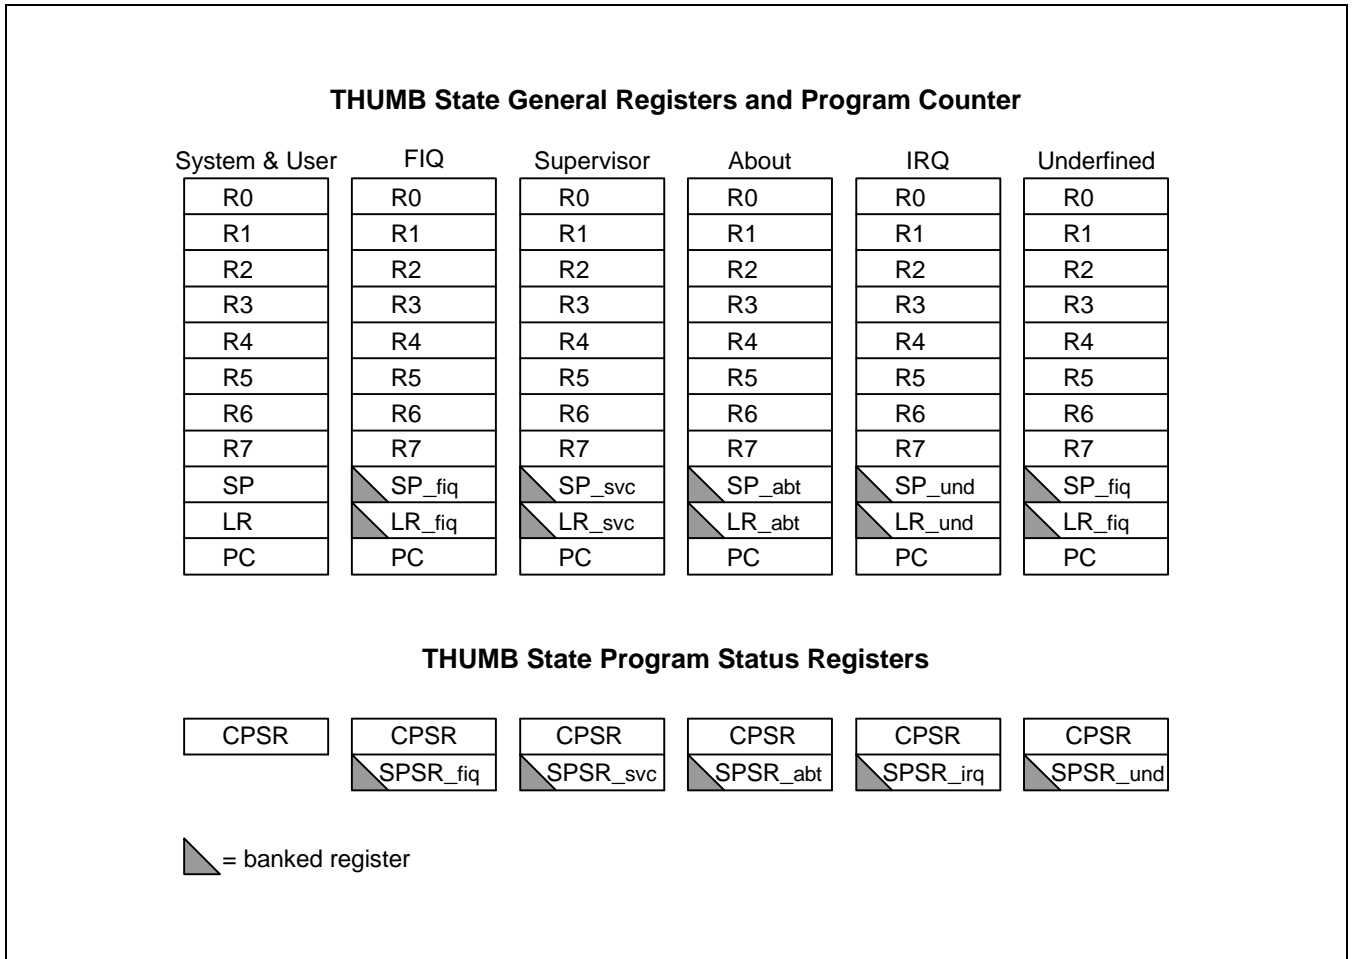 THUMB State General Registers and Program Counter
System & User FIQ Supervisor About IRQ Underfined
R0 R0 R0 R0 R0 R0
R1 R1 R1 R1 R1 R1
R2 R2 R2 R2 R2 R2
R3 R3 R3 R3 R3 R3
R4 R4 R4 R4 R4 R4
R5 R5 R5 R5 R5 R5
R6 R6 R6 R6 R6 R6
R7 R7 R7 R7 R7 R7
SP SP_fiq SP_svc SP_abt SP_und SP_fiq
LR LR_fiq LR_svc LR_abt LR_und LR_fiq
PC PC PC PC PC PC
THUMB State Program Status Registers
CPSR CPSR CPSR CPSR CPSR CPSR
SPSR_fiq SPSR_svc SPSR_abt SPSR_irq SPSR_und
= banked register